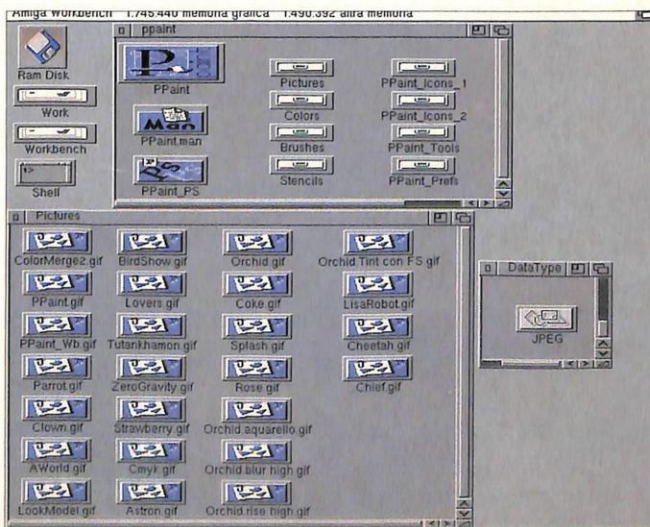 Amiga Workbench 1.745.440 memoria grafica 1.490.392 altra memoria
ppaint
Ram Disk
Work
Workbench
Shell
PPaint
Pictures
PPaint_Icons_1
Colors
PPaint_Icons_2
PPaint.man
Brushes
PPaint_Tools
PPaint_PS
Stencils
PPaint_Prefs
Pictures
ColorMerge2.gif BirdShow.gif Orchid.gif Orchid.Tint con FS.gif
PPaint.gif Lovers.gif Coke.gif LisaRobot.gif
PPaint_Wb.gif Tutankhamon.gif Splash.gif Cheetah.gif
Parrot.gif ZeroGravity.gif Rose.gif Chief.gif
Clown.gif Strawberry.gif Orchid.aquarello.gif
AWorld.gif Cmyk.gif Orchid.blur high.gif
LookModel.gif Astron.gif Orchid.rise high.gif
DataType
JPEG